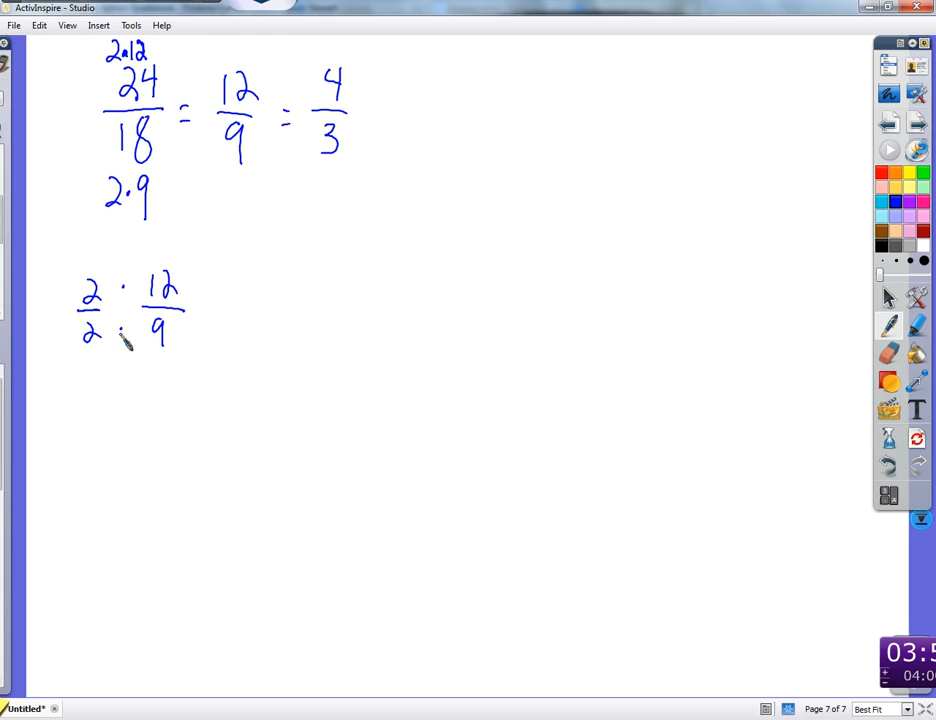 ActivInspire - Studio
File Edit View Insert Tools Help
2·12
24/18 = 12/9 = 4/3
2·9
2/2 · 12/9
T
03:5
04:00
Untitled*
Page 7 of 7
Best Fit